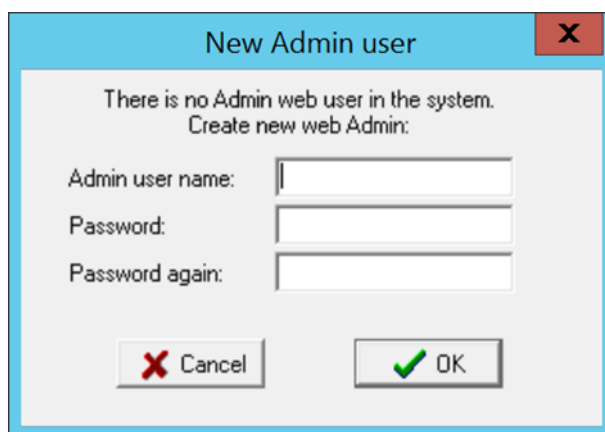 New Admin user
There is no Admin web user in the system.
Create new web Admin:
Admin user name:
Password:
Password again:
Cancel
OK